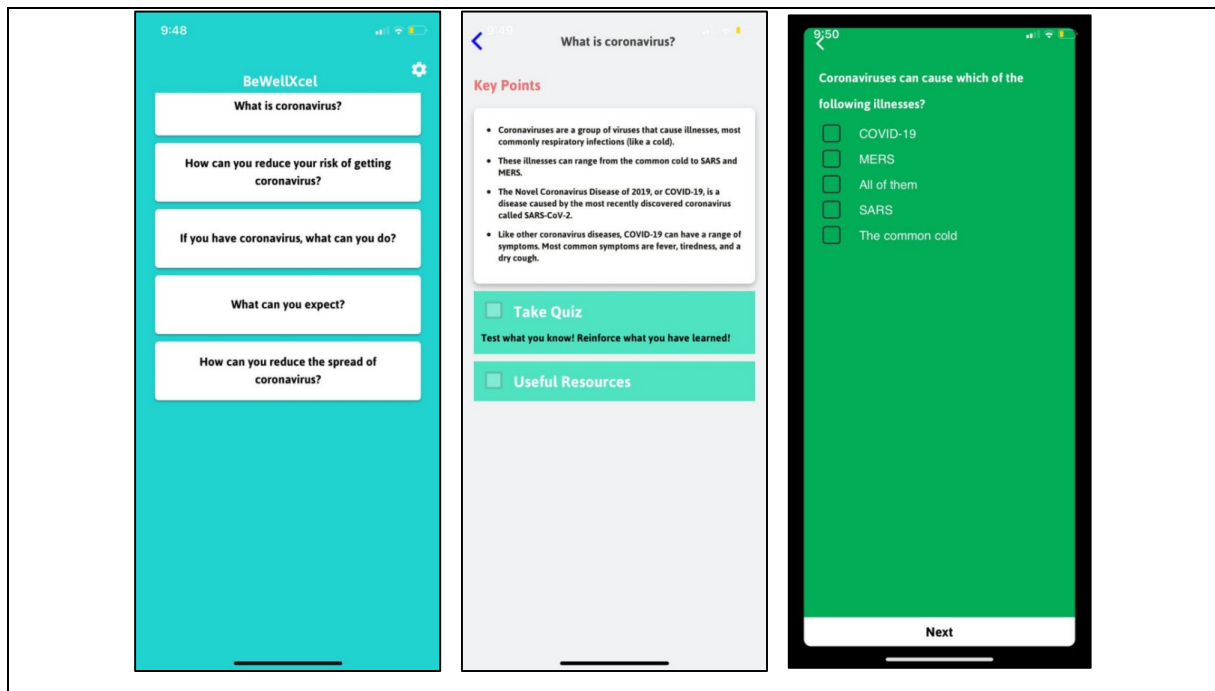 9:48
BeWellXcel
What is coronavirus?
How can you reduce your risk of getting
coronavirus?
If you have coronavirus, what can you do?
What can you expect?
How can you reduce the spread of
coronavirus?
9:49
What is coronavirus?
Key Points
• Coronaviruses are a group of viruses that cause illnesses, most
commonly respiratory infections (like a cold).
• These illnesses can range from the common cold to SARS and
MERS.
• The Novel Coronavirus Disease of 2019, or COVID-19, is a
disease caused by the most recently discovered coronavirus
called SARS-CoV-2.
• Like other coronavirus diseases, COVID-19 can have a range of
symptoms. Most common symptoms are fever, tiredness, and a
dry cough.
Take Quiz
Test what you know! Reinforce what you have learned!
Useful Resources
9:50
Coronaviruses can cause which of the
following illnesses?
COVID-19
MERS
All of them
SARS
The common cold
Next